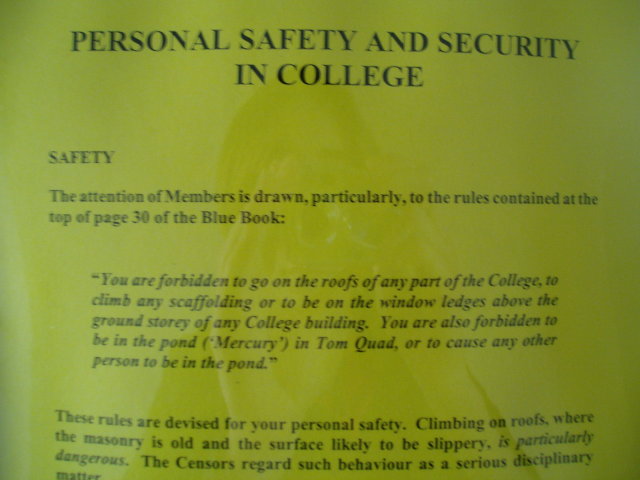 PERSONAL SAFETY AND SECURITY
IN COLLEGE
SAFETY
The attention of Members is drawn, particularly, to the rules contained at the
top of page 30 of the Blue Book:
"You are forbidden to go on the roofs of any part of the College, to
climb any scaffolding or to be on the window ledges above the
ground storey of any College building. You are also forbidden to
be in the pond ('Mercury') in Tom Quad, or to cause any other
person to be in the pond."
These rules are devised for your personal safety. Climbing on roofs, where
the masonry is old and the surface likely to be slippery, is particularly
dangerous. The Censors regard such behaviour as a serious disciplinary
matter